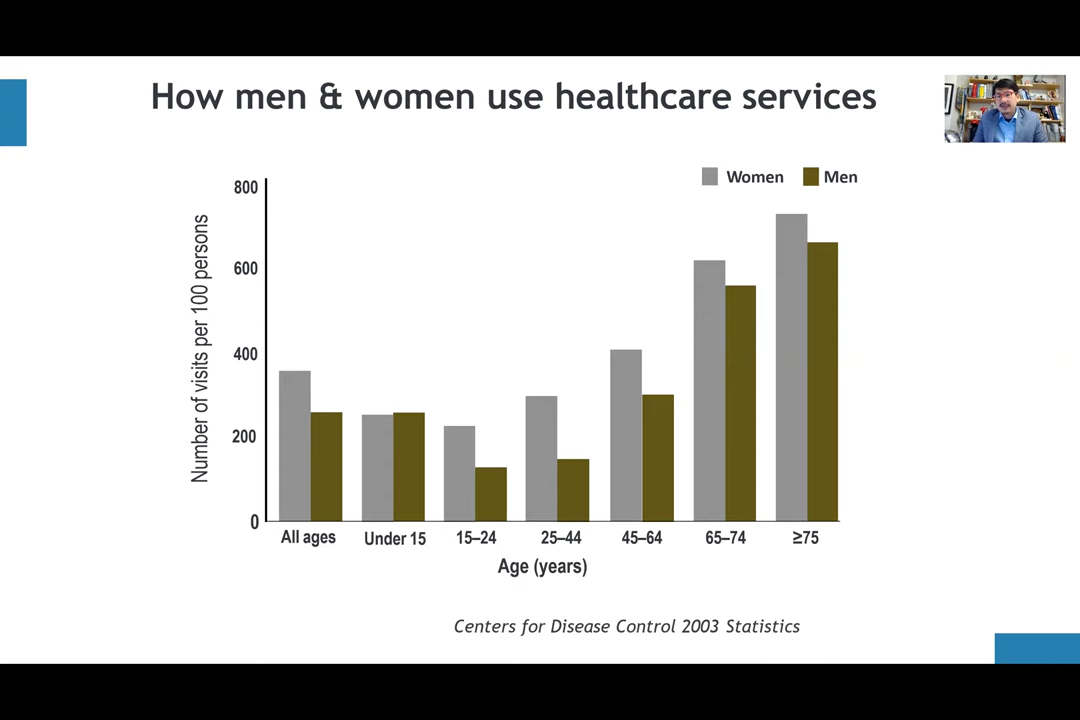 How men & women use healthcare services
Women Men
Number of visits per 100 persons
800
600
400
200
0
All ages Under 15 15–24 25–44 45–64 65–74 ≥75
Age (years)
Centers for Disease Control 2003 Statistics